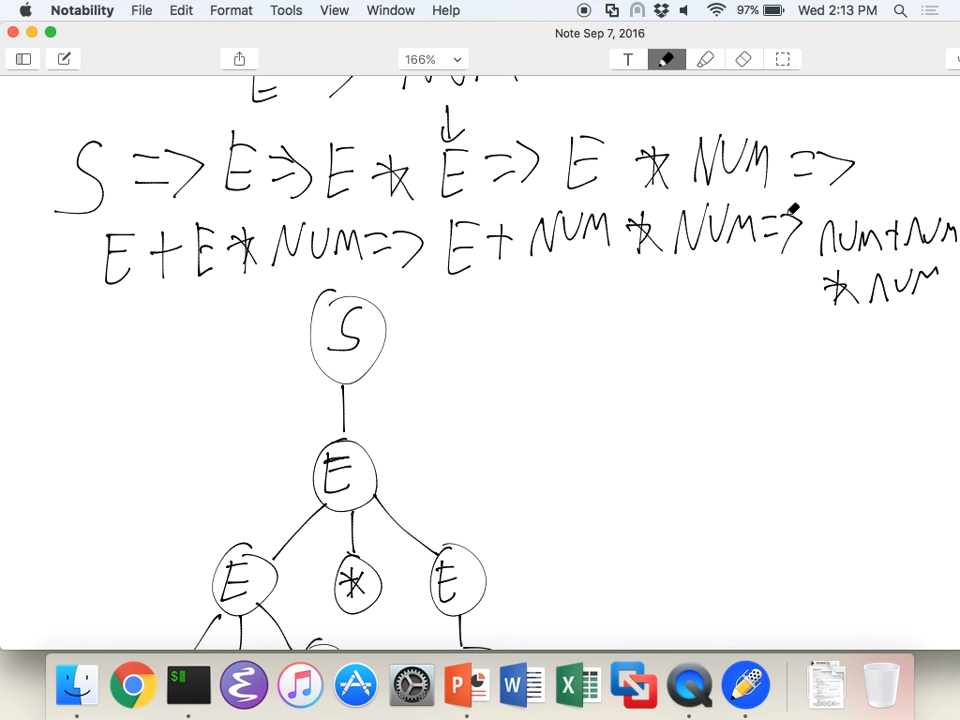 Notability File Edit Format Tools View Window Help 97% Wed 2:13 PM
Note Sep 7, 2016
166% T
E → NUM
S => E => E * E => E * NUM =>
E + E * NUM => E + NUM * NUM => NUM + NUM
* NUM
S
E
E * E
$ P W X